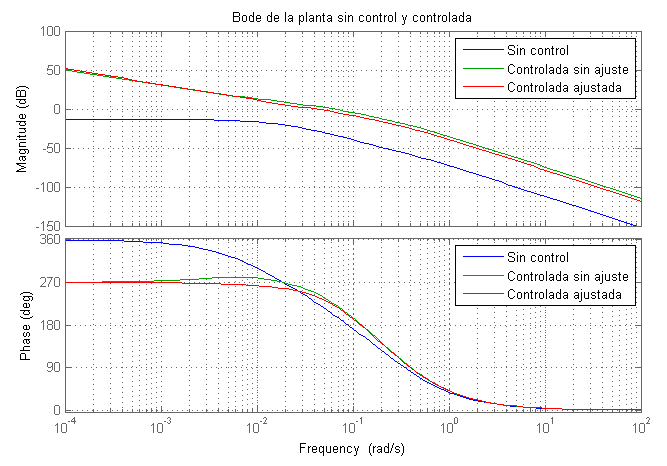 Bode de la planta sin control y controlada
Magnitude (dB)
100
50
0
-50
-100
-150
Sin control
Controlada sin ajuste
Controlada ajustada
Phase (deg)
360
270
180
90
0
Sin control
Controlada sin ajuste
Controlada ajustada
10^-4
10^-3
10^-2
10^-1
10^0
10^1
10^2
Frequency (rad/s)